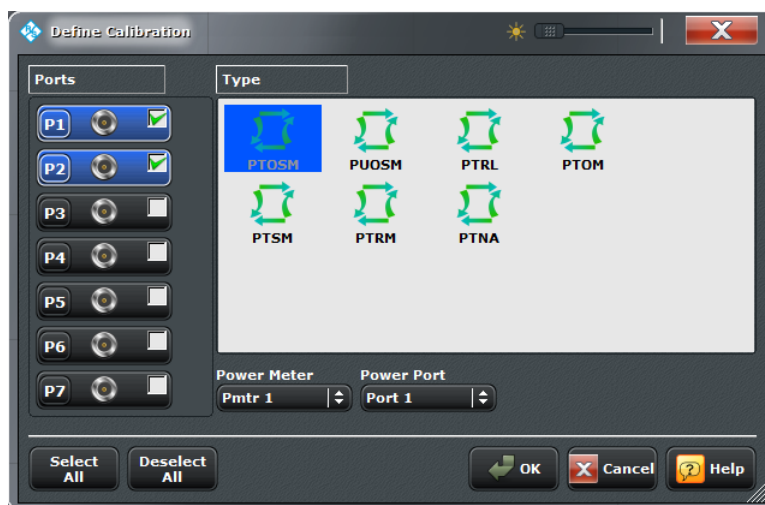 Define Calibration
X
Ports
Type
P1
P2
P3
P4
P5
P6
P7
PTOSM PUOSM PTRL PTOM
PTSM PTRM PTNA
Power Meter Power Port
Pmtr 1 Port 1
Select All
Deselect All
OK
X Cancel
? Help